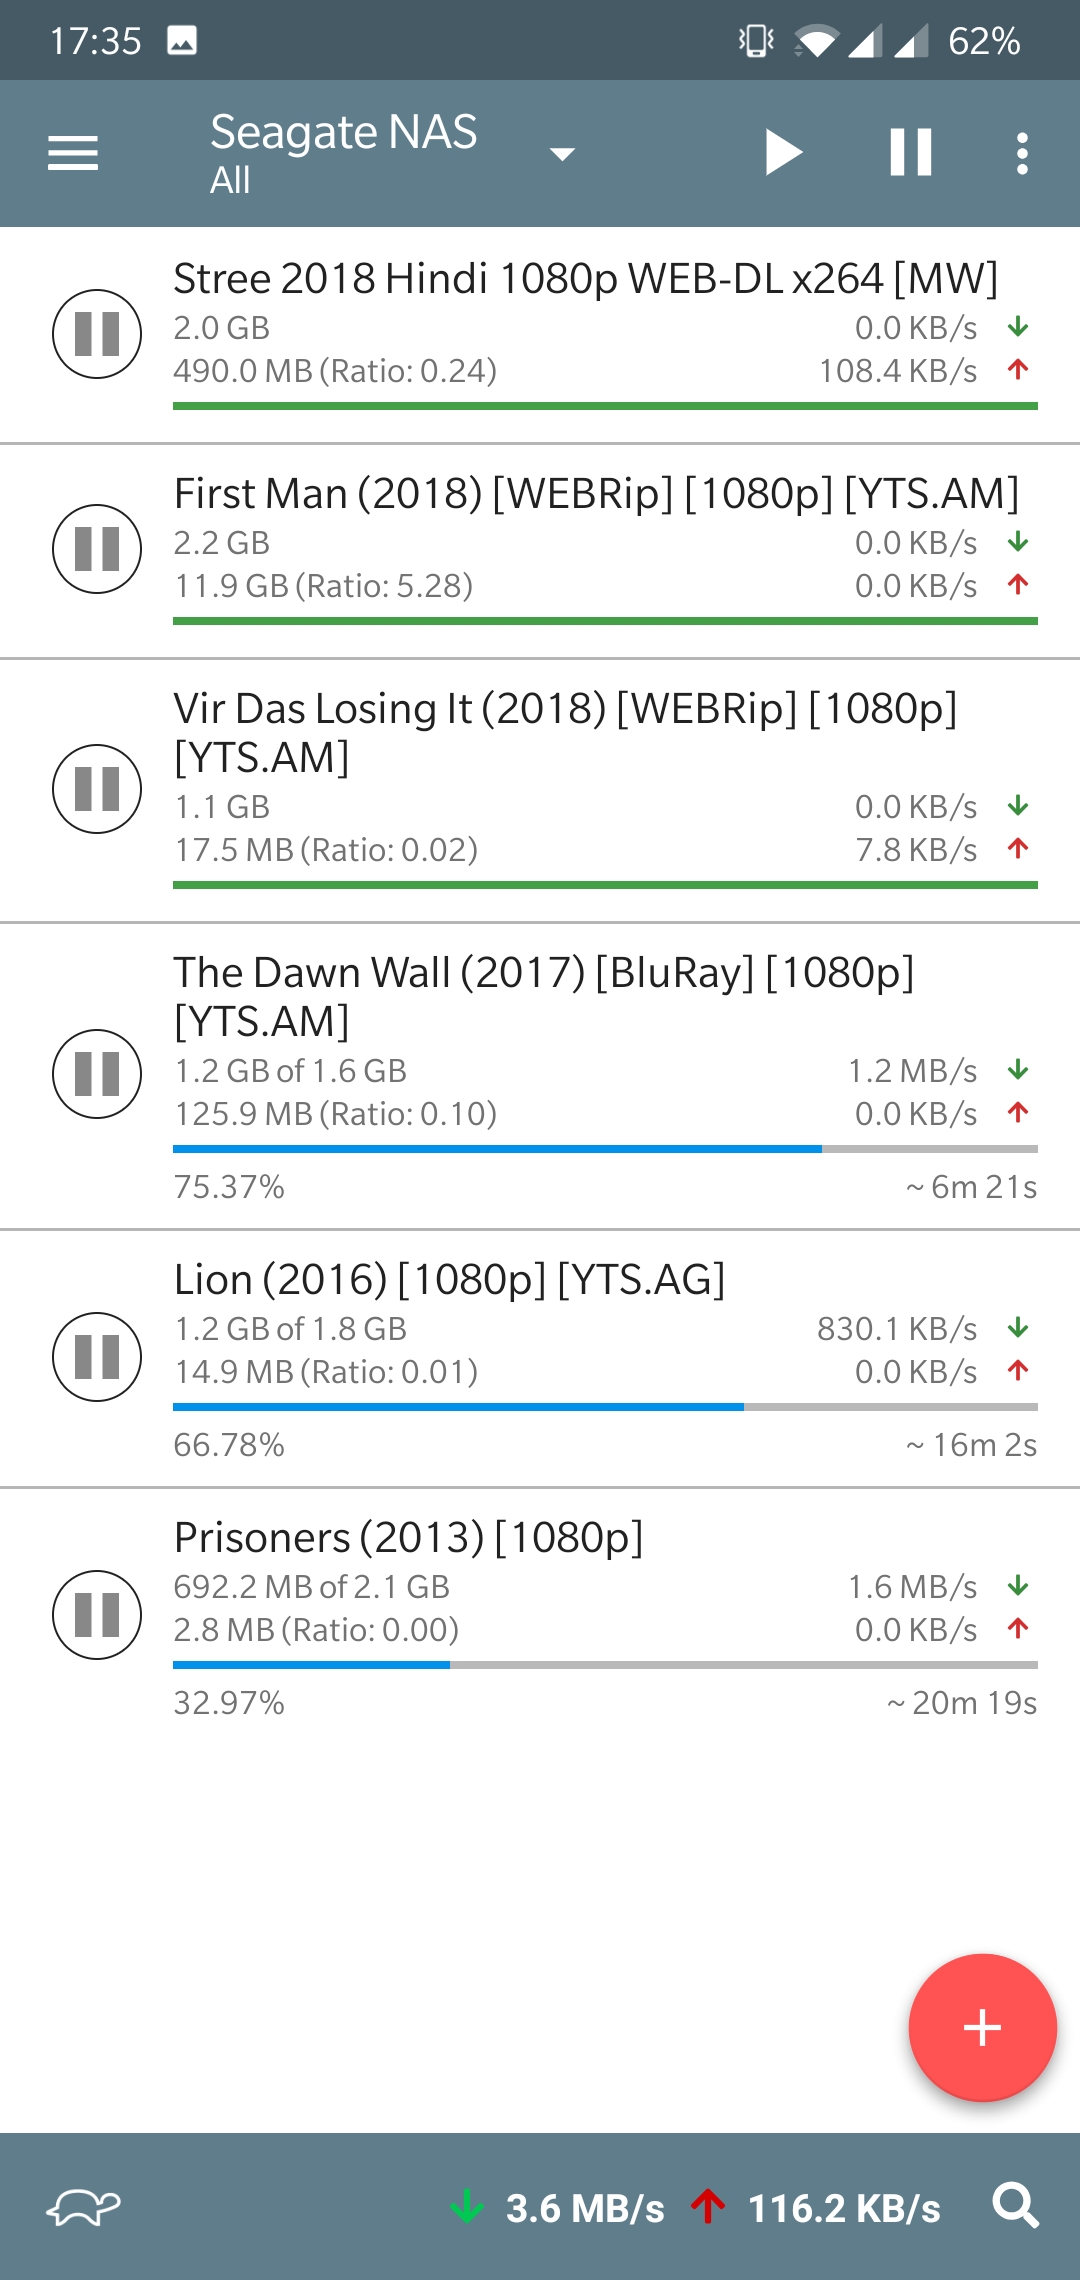 17:35 62%
Seagate NAS
All
Stree 2018 Hindi 1080p WEB-DL x264 [MW]
2.0 GB 0.0 KB/s
490.0 MB (Ratio: 0.24) 108.4 KB/s
First Man (2018) [WEBRip] [1080p] [YTS.AM]
2.2 GB 0.0 KB/s
11.9 GB (Ratio: 5.28) 0.0 KB/s
Vir Das Losing It (2018) [WEBRip] [1080p]
[YTS.AM]
1.1 GB 0.0 KB/s
17.5 MB (Ratio: 0.02) 7.8 KB/s
The Dawn Wall (2017) [BluRay] [1080p]
[YTS.AM]
1.2 GB of 1.6 GB 1.2 MB/s
125.9 MB (Ratio: 0.10) 0.0 KB/s
75.37% ~ 6m 21s
Lion (2016) [1080p] [YTS.AG]
1.2 GB of 1.8 GB 830.1 KB/s
14.9 MB (Ratio: 0.01) 0.0 KB/s
66.78% ~ 16m 2s
Prisoners (2013) [1080p]
692.2 MB of 2.1 GB 1.6 MB/s
2.8 MB (Ratio: 0.00) 0.0 KB/s
32.97% ~ 20m 19s
3.6 MB/s 116.2 KB/s